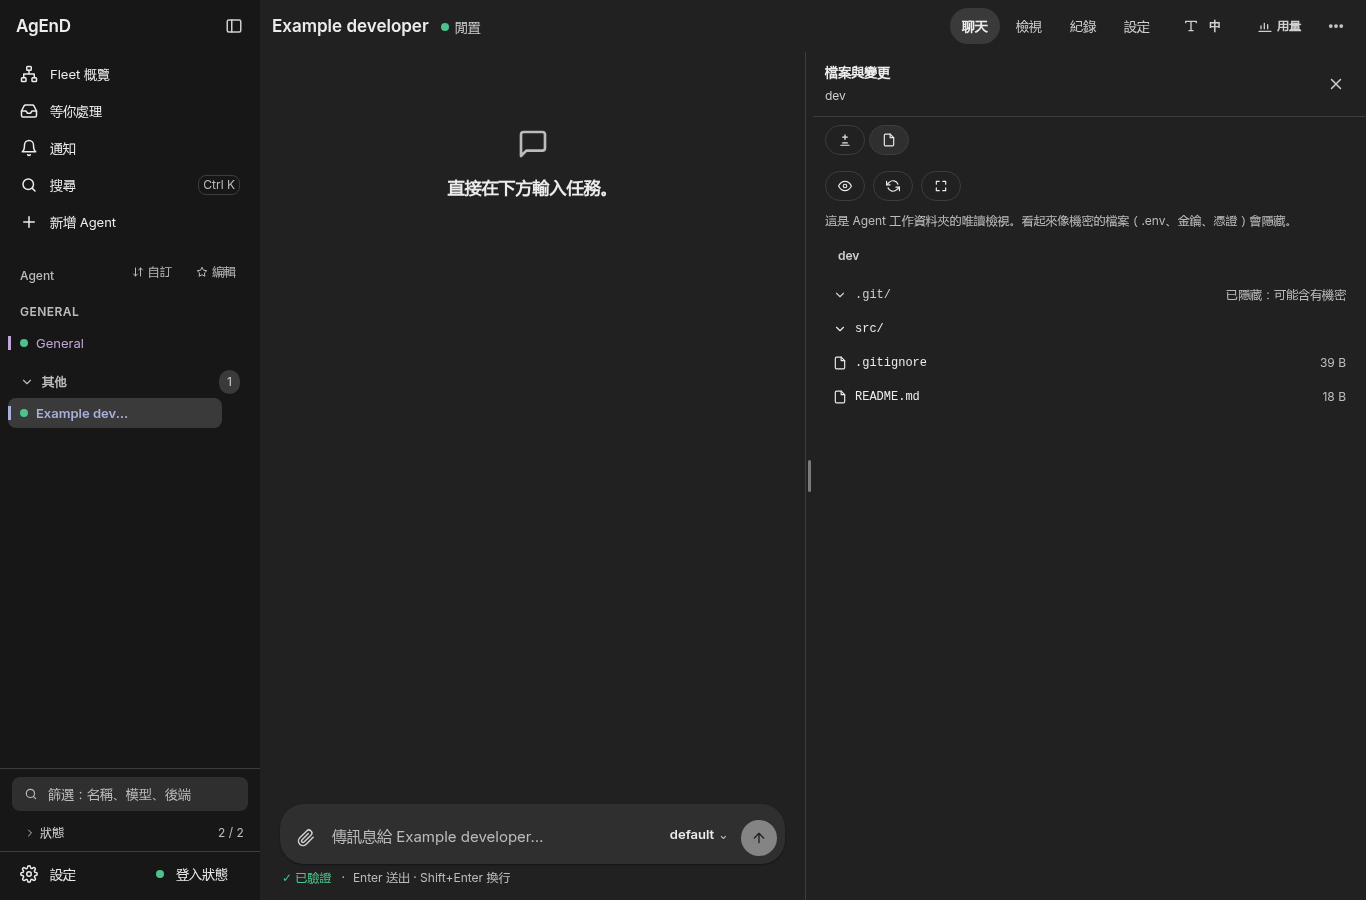 AgEnD
Fleet 概覽
等你處理
通知
搜尋 Ctrl K
新增 Agent
Agent 自訂 編輯
GENERAL
General
其他 1
Example dev...
篩選：名稱、模型、後端
狀態 2 / 2
設定 登入狀態
Example developer 閒置
聊天 檢視 紀錄 設定 中 用量
直接在下方輸入任務。
傳訊息給 Example developer... default
✓ 已驗證 · Enter 送出 · Shift+Enter 換行
檔案與變更
dev
這是 Agent 工作資料夾的唯讀檢視。看起來像機密的檔案（.env、金鑰、憑證）會隱藏。
dev
.git/ 已隱藏：可能含有機密
src/
.gitignore 39 B
README.md 18 B